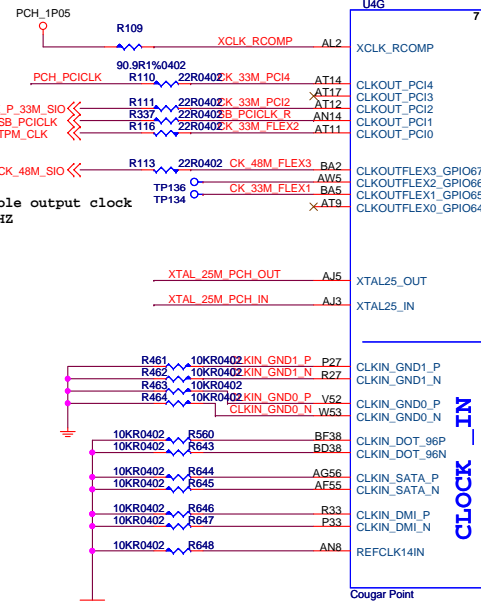 U4G
7
PCH_1P05
R109
XCLK_RCOMP AL2 XCLK_RCOMP
90.9R1%0402
PCH_PCICLK R110 22R0402 CK_33M_PCI4 AT14 CLKOUT_PCI4
AT17 CLKOUT_PCI3
P_33M_SIO R111 22R0402 CK_33M_PCI2 AT12 CLKOUT_PCI2
SB_PCICLK R337 22R0402 SB_PCICLK_R AN14 CLKOUT_PCI1
TPM_CLK R116 22R0402 CK_33M_FLEX2 AT11 CLKOUT_PCI0
CK_48M_SIO R113 22R0402 CK_48M_FLEX3 BA2 CLKOUTFLEX3_GPIO67
TP136 AW5 CLKOUTFLEX2_GPIO66
TP134 CK_33M_FLEX1 BA5 CLKOUTFLEX1_GPIO65
AT9 CLKOUTFLEX0_GPIO64
ole output clock
HZ
XTAL_25M_PCH_OUT AJ5 XTAL25_OUT
XTAL_25M_PCH_IN AJ3 XTAL25_IN
R461 10KR0402 CLKIN_GND1_P P27 CLKIN_GND1_P
R462 10KR0402 CLKIN_GND1_N R27 CLKIN_GND1_N
R463 10KR0402
R464 10KR0402 CLKIN_GND0_P V52 CLKIN_GND0_P
CLKIN_GND0_N W53 CLKIN_GND0_N
10KR0402 R560 BF38 CLKIN_DOT_96P
10KR0402 R643 BD38 CLKIN_DOT_96N
10KR0402 R644 AG56 CLKIN_SATA_P
10KR0402 R645 AF55 CLKIN_SATA_N
10KR0402 R646 R33 CLKIN_DMI_P
10KR0402 R647 P33 CLKIN_DMI_N
10KR0402 R648 AN8 REFCLK14IN
CLOCK_IN
Cougar Point